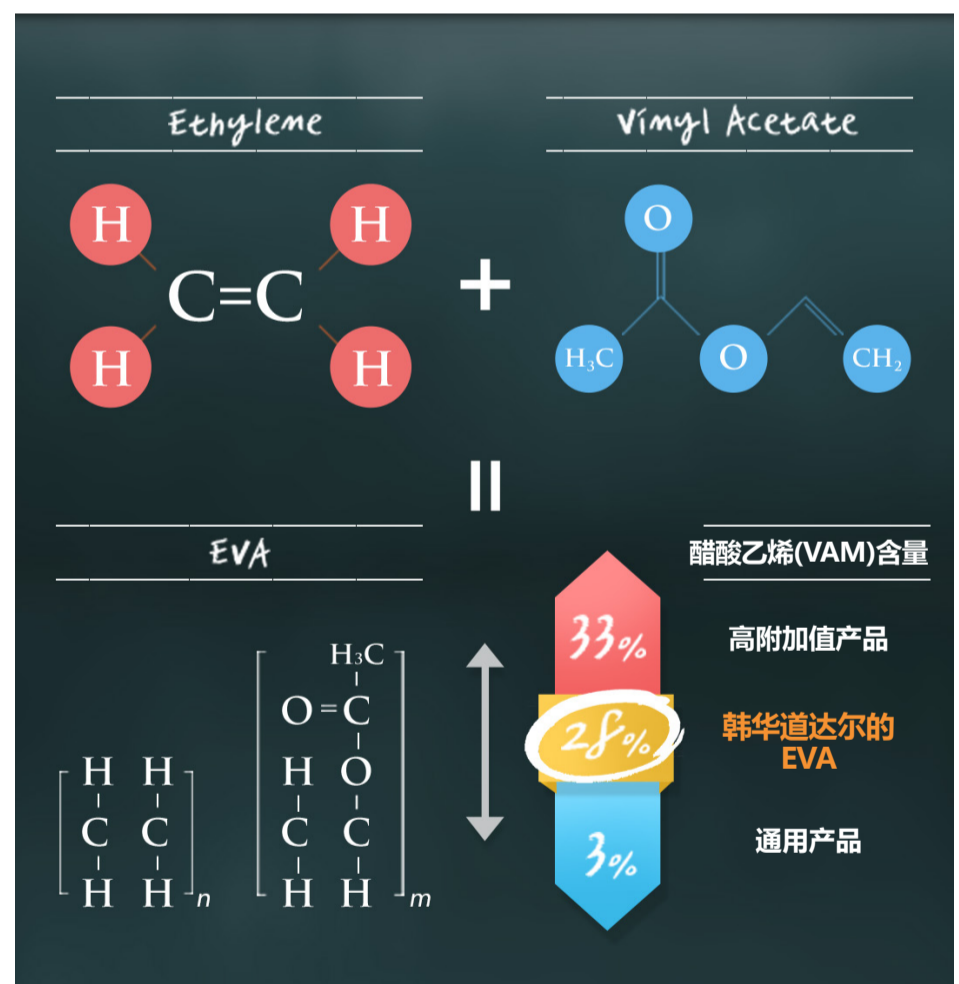 Ethylene
Vinyl Acetate
H
H
C=C
H
H
+
O
H₃C
O
CH₂
=
EVA
H₃C
O=C
H O
C C
H H
m
H H
C C
H H
n
醋酸乙烯(VAM)含量
33%
高附加值产品
28%
韩华道达尔的
EVA
3%
通用产品